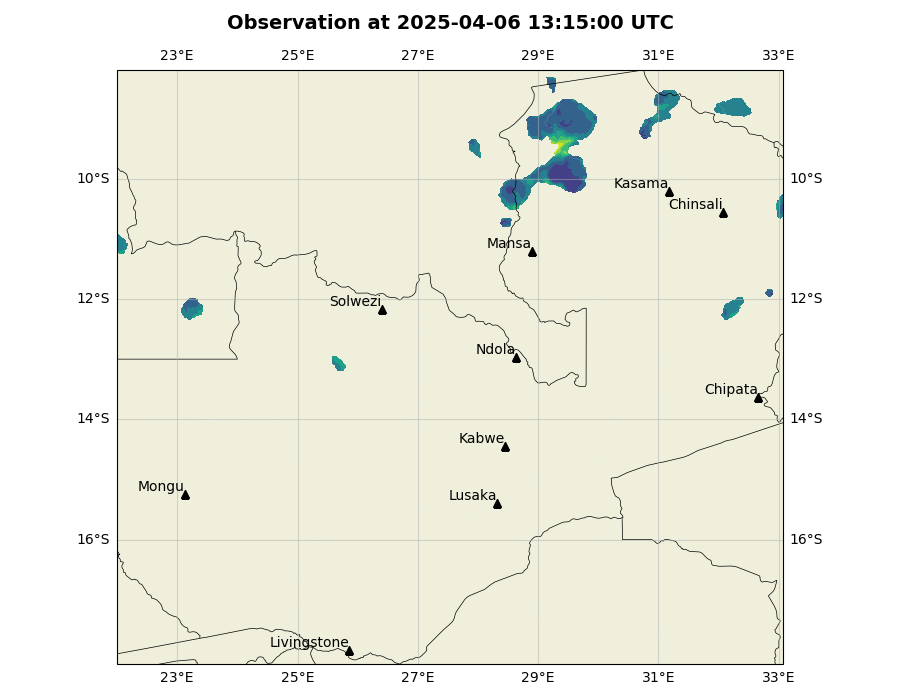 Observation at 2025-04-06 13:15:00 UTC
23°E 25°E 27°E 29°E 31°E 33°E
10°S 10°S
Kasama
Chinsali
Mansa
12°S 12°S
Solwezi
Ndola
Chipata
14°S 14°S
Kabwe
Mongu
Lusaka
16°S 16°S
Livingstone
23°E 25°E 27°E 29°E 31°E 33°E